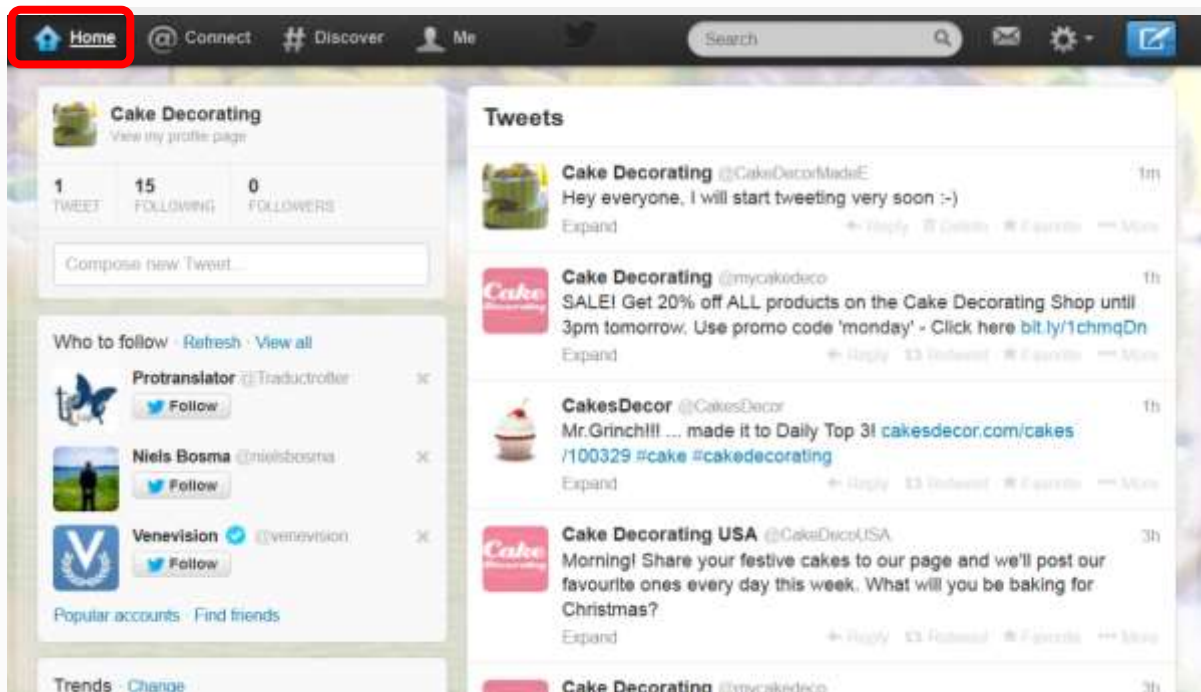 Home Connect Discover Me Search
Cake Decorating
View my profile page
1 15 0
TWEET FOLLOWING FOLLOWERS
Compose new Tweet...
Who to follow · Refresh · View all
Protranslator @Traductrotter
Follow
Niels Bosma @nielsbosma
Follow
Venevision @venevision
Follow
Popular accounts · Find friends
Trends · Change
Tweets
Cake Decorating @CakeDecorMadeE 1m
Hey everyone, I will start tweeting very soon :-)
Expand Reply Delete Favorite More
Cake Decorating @mycakedeco 1h
SALE! Get 20% off ALL products on the Cake Decorating Shop until
3pm tomorrow. Use promo code 'monday' - Click here bit.ly/1chmqDn
Expand Reply Retweet Favorite More
CakesDecor @CakesDecor 1h
Mr.Grinch!!! ... made it to Daily Top 3! cakesdecor.com/cakes
/100329 #cake #cakedecorating
Expand Reply Retweet Favorite More
Cake Decorating USA @CakeDecoUSA 3h
Morning! Share your festive cakes to our page and we'll post our
favourite ones every day this week. What will you be baking for
Christmas?
Expand Reply Retweet Favorite More
Cake Decorating @mycakedeco 3h